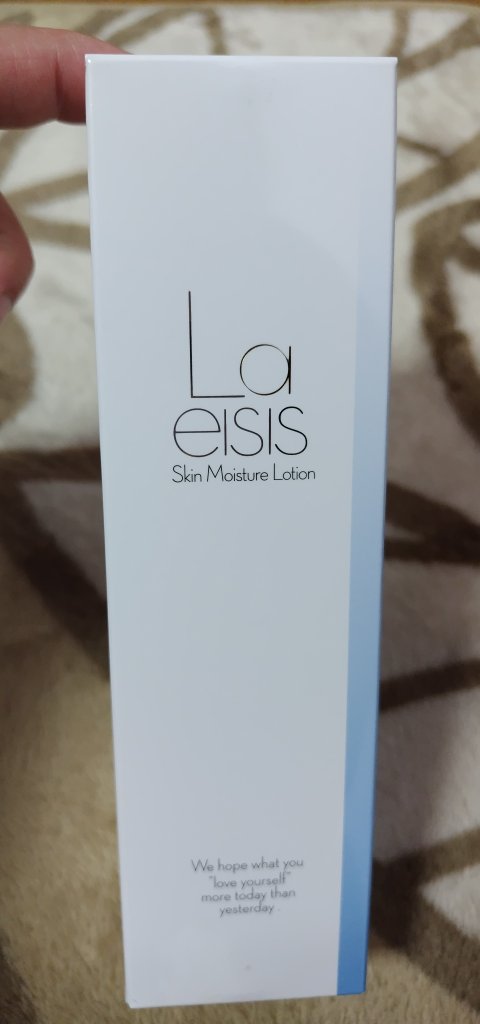 La
eisis
Skin Moisture Lotion
We hope what you
"love yourself"
more today than
yesterday .